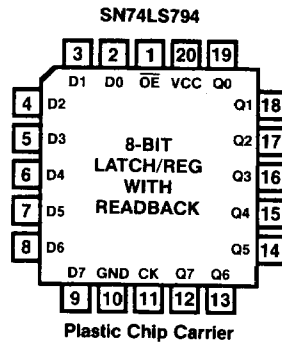 SN74LS794
3 2 1 20 19
D1 D0 O̅E̅ VCC Q0
4 D2 Q1 18
5 D3 Q2 17
8-BIT
6 D4 LATCH/REG Q3 16
WITH
7 D5 READBACK Q4 15
8 D6 Q5 14
D7 GND CK Q7 Q6
9 10 11 12 13
Plastic Chip Carrier